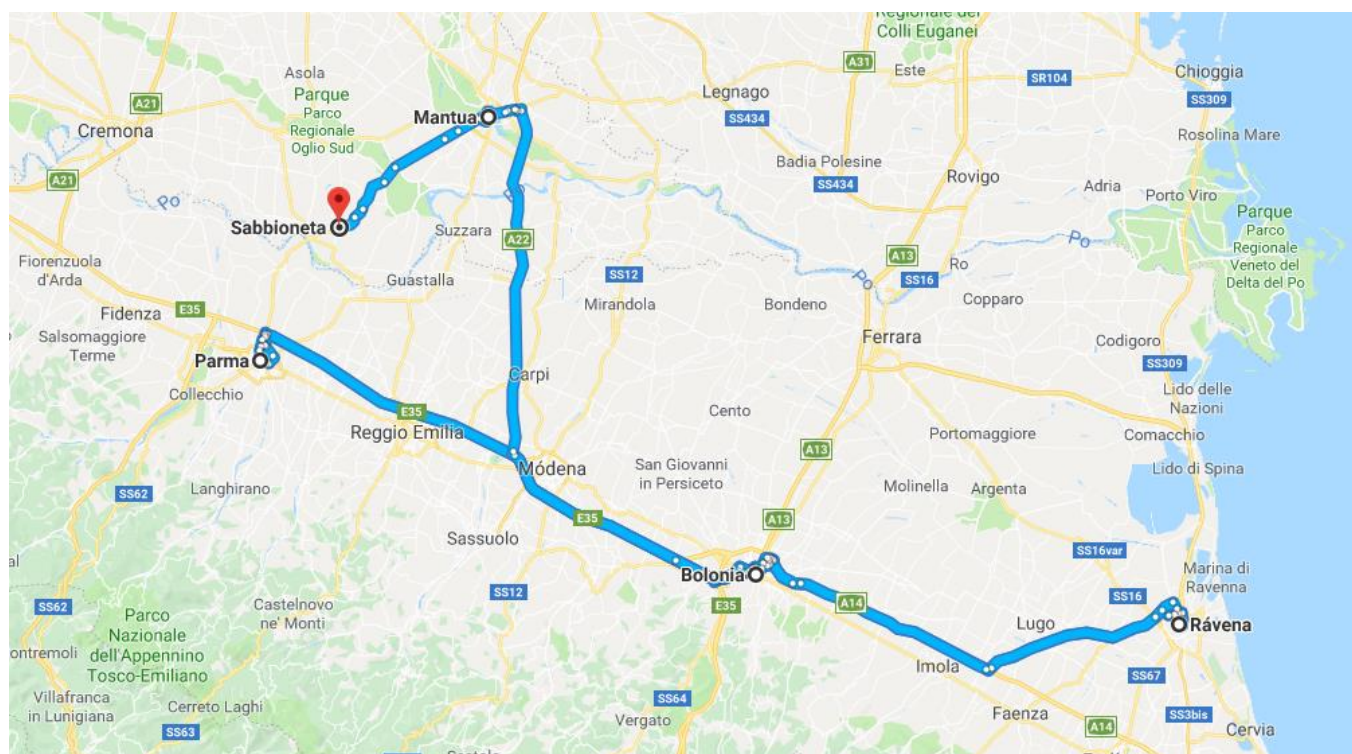 Regionale dei
Colli Euganei
Asola
A31
Este
SR104
Chioggia
Parque
Parco
Regionale
Oglio Sud
A21
Legnago
SS434
SS309
Mantua
Cremona
Rosolina Mare
Badia Polesine
A21
SS434
Rovigo
Adria
Porto Viro
Po
Po
Sabbioneta
Suzzara
A22
Parque
Parco
Regionale
Veneto del
Delta del Po
Po
A13
Ro
Fiorenzuola
d'Arda
Guastalla
SS12
Po
SS16
Mirandola
Bondeno
Copparo
E35
Fidenza
Salsomaggiore
Terme
Ferrara
Codigoro
Parma
SS309
Carpi
Lido delle
Nazioni
Collecchio
E35
Cento
Reggio Emilia
Portomaggiore
Comacchio
A13
San Giovanni
in Persiceto
Módena
Lido di Spina
Langhirano
SS62
Molinella
Argenta
E35
A13
Sassuolo
SS16var
Bolonia
Marina di
Ravenna
SS12
SS16
E35
A14
SS62
Castelnovo
ne' Monti
Parco
Nazionale
dell'Appennino
Tosco-Emiliano
Lugo
Rávena
ontremoli
Imola
SS67
Villafranca
in Lunigiana
Cerreto Laghi
SS64
Vergato
Faenza
SS3bis
A14
Cervia
SS63